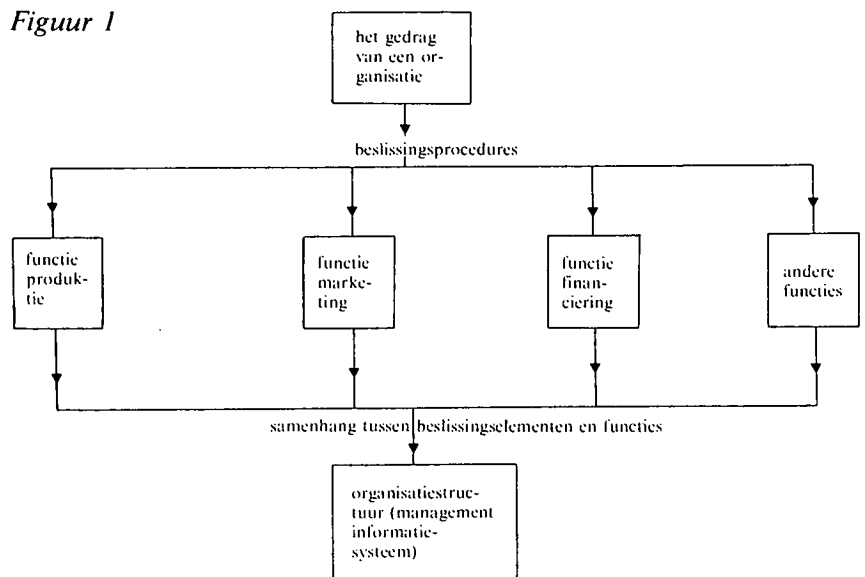 Figuur 1
het gedrag
van een or-
ganisatie
beslissingsprocedures
functie
produk-
tie
functie
marke-
ting
functie
finan-
ciering
andere
functies
samenhang tussen beslissingselementen en functies
organisatiestruc-
tuur (management
informatie-
systeem)